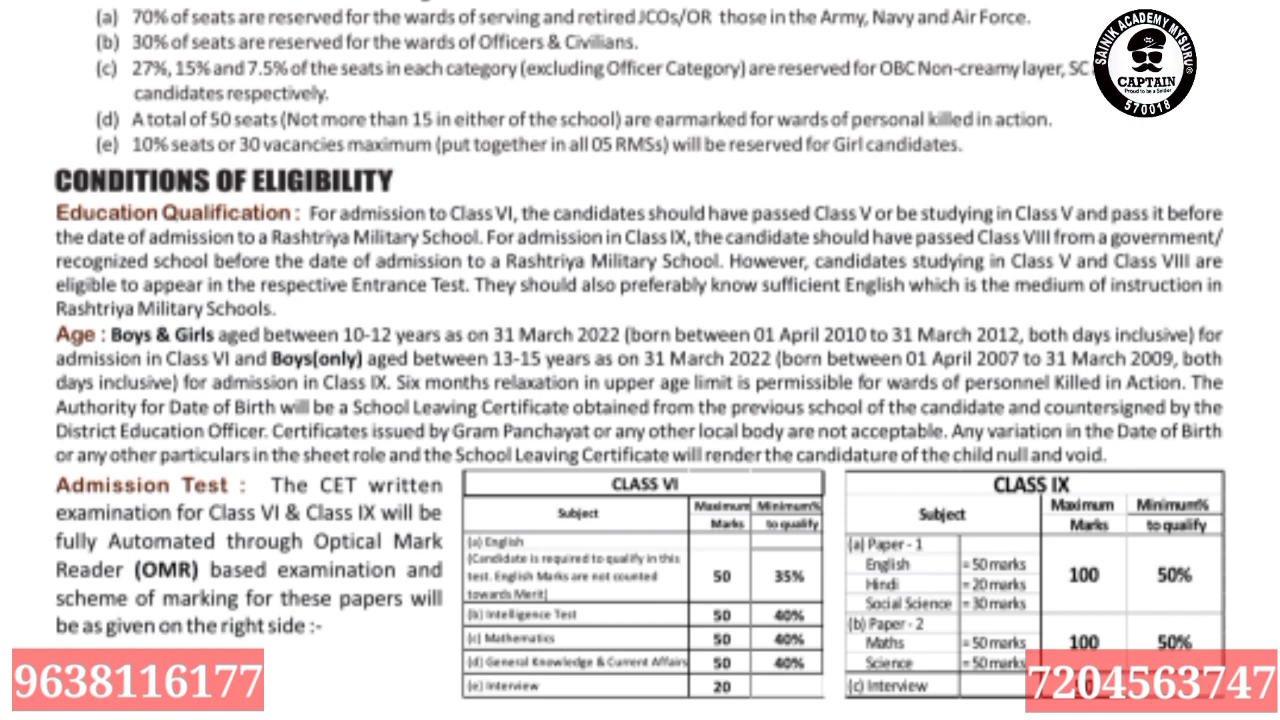 (a) 70% of seats are reserved for the wards of serving and retired JCOs/OR those in the Army, Navy and Air Force.
(b) 30% of seats are reserved for the wards of Officers & Civilians.
(c) 27%, 15% and 7.5% of the seats in each category (excluding Officer Category) are reserved for OBC Non-creamy layer, SC
candidates respectively.
(d) A total of 50 seats (Not more than 15 in either of the school) are earmarked for wards of personal killed in action.
(e) 10% seats or 30 vacancies maximum (put together in all 05 RMSs) will be reserved for Girl candidates.
SAINIK ACADEMY MYSURU®
CAPTAIN
Proud to be a Soldier
570018
CONDITIONS OF ELIGIBILITY
Education Qualification : For admission to Class VI, the candidates should have passed Class V or be studying in Class V and pass it before
the date of admission to a Rashtriya Military School. For admission in Class IX, the candidate should have passed Class VIII from a government/
recognized school before the date of admission to a Rashtriya Military School. However, candidates studying in Class V and Class VIII are
eligible to appear in the respective Entrance Test. They should also preferably know sufficient English which is the medium of instruction in
Rashtriya Military Schools.
Age : Boys & Girls aged between 10-12 years as on 31 March 2022 (born between 01 April 2010 to 31 March 2012, both days inclusive) for
admission in Class VI and Boys(only) aged between 13-15 years as on 31 March 2022 (born between 01 April 2007 to 31 March 2009, both
days inclusive) for admission in Class IX. Six months relaxation in upper age limit is permissible for wards of personnel Killed in Action. The
Authority for Date of Birth will be a School Leaving Certificate obtained from the previous school of the candidate and countersigned by the
District Education Officer. Certificates issued by Gram Panchayat or any other local body are not acceptable. Any variation in the Date of Birth
or any other particulars in the sheet role and the School Leaving Certificate will render the candidature of the child null and void.
Admission Test : The CET written
examination for Class VI & Class IX will be
fully Automated through Optical Mark
Reader (OMR) based examination and
scheme of marking for these papers will
be as given on the right side :-
CLASS VI
Subject Maximum Marks Minimum% to qualify
(a) English
(Candidate is required to qualify in this
test. English Marks are not counted
towards Merit) 50 35%
(b) Intelligence Test 50 40%
(c) Mathematics 50 40%
(d) General Knowledge & Current Affairs 50 40%
(e) Interview 20
CLASS IX
Subject Maximum Marks Minimum% to qualify
(a) Paper - 1 100 50%
English = 50 marks
Hindi = 20 marks
Social Science = 30 marks
(b) Paper - 2 100 50%
Maths = 50 marks
Science = 50 marks
(c) Interview
9638116177
7204563747